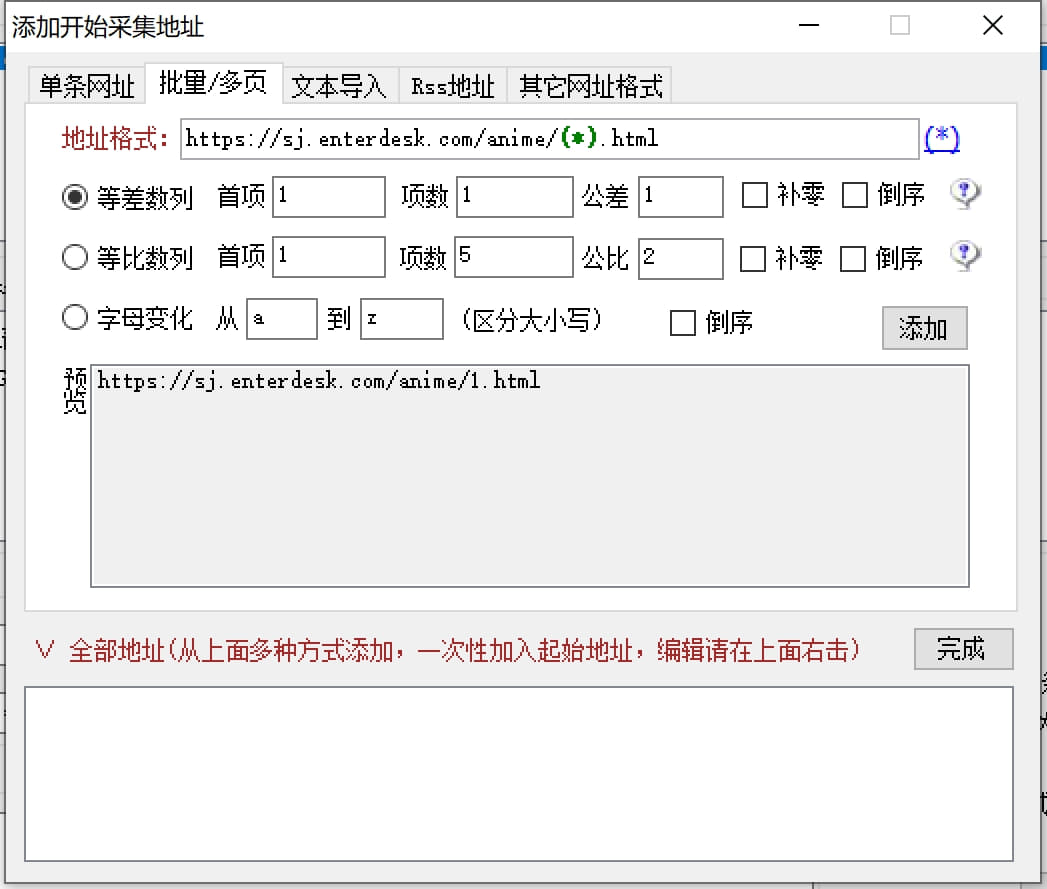 添加开始采集地址
单条网址 批量/多页 文本导入 Rss地址 其它网址格式
地址格式: https://sj.enterdesk.com/anime/(*).html (*)
等差数列 首项 1 项数 1 公差 1 补零 倒序
等比数列 首项 1 项数 5 公比 2 补零 倒序
字母变化 从 a 到 z (区分大小写) 倒序 添加
预览 https://sj.enterdesk.com/anime/1.html
∨ 全部地址(从上面多种方式添加，一次性加入起始地址，编辑请在上面右击) 完成